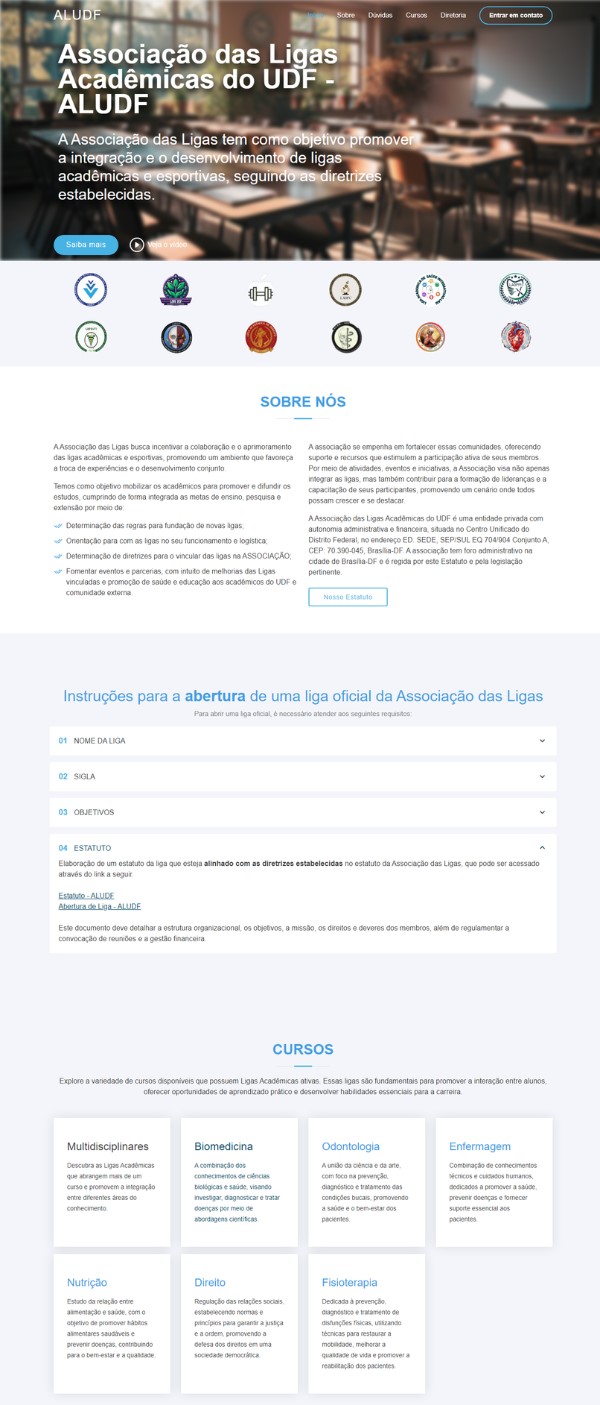 ALUDF
Sobre
Dúvidas
Cursos
Diretoria
Entrar em contato
Associação das Ligas
Acadêmicas do UDF -
ALUDF
A Associação das Ligas tem como objetivo promover
a integração e o desenvolvimento de ligas
acadêmicas e esportivas, seguindo as diretrizes
estabelecidas.
Saiba mais
Veja o vídeo
SOBRE NÓS
A Associação das Ligas busca incentivar a colaboração e o aprimoramento
das ligas acadêmicas e esportivas, promovendo um ambiente que favoreça
a troca de experiências e o desenvolvimento conjunto.
Temos como objetivo mobilizar os acadêmicos para promover e difundir os
estudos, cumprindo de forma integrada as metas de ensino, pesquisa e
extensão por meio de:
Determinação das regras para fundação de novas ligas;
Orientação para com as ligas no seu funcionamento e logística;
Determinação de diretrizes para o vincular das ligas na ASSOCIAÇÃO;
Fomentar eventos e parcerias, com intuito de melhorias das Ligas
vinculadas e promoção de saúde e educação aos acadêmicos do UDF e
comunidade externa.
A associação se empenha em fortalecer essas comunidades, oferecendo
suporte e recursos que estimulem a participação ativa de seus membros.
Por meio de atividades, eventos e iniciativas, a Associação visa não apenas
integrar as ligas, mas também contribuir para a formação de lideranças e a
capacitação de seus participantes, promovendo um cenário onde todos
possam crescer e se destacar.
A Associação das Ligas Acadêmicas do UDF é uma entidade privada com
autonomia administrativa e financeira, situada no Centro Unificado do
Distrito Federal, no endereço ED. SEDE, SEP/SUL EQ.704/904 Conjunto A,
CEP: 70.390-045, Brasília-DF. A associação tem foro administrativo na
cidade de Brasília-DF e é regida por este Estatuto e pela legislação
pertinente.
Nosso Estatuto
Instruções para a abertura de uma liga oficial da Associação das Ligas
Para abrir uma liga oficial, é necessário atender aos seguintes requisitos:
01 NOME DA LIGA
02 SIGLA
03 OBJETIVOS
04 ESTATUTO
Elaboração de um estatuto da liga que esteja alinhado com as diretrizes estabelecidas no estatuto da Associação das Ligas, que pode ser acessado
através do link a seguir.
Estatuto - ALUDF
Abertura de Liga - ALUDF
Este documento deve detalhar a estrutura organizacional, os objetivos, a missão, os direitos e deveres dos membros, além de regulamentar a
convocação de reuniões e a gestão financeira.
CURSOS
Explore a variedade de cursos disponíveis que possuem Ligas Acadêmicas ativas. Essas ligas são fundamentais para promover a interação entre alunos,
oferecer oportunidades de aprendizado prático e desenvolver habilidades essenciais para a carreira.
Multidisciplinares
Descubra as Ligas Acadêmicas
que abrangem mais de um
curso e promovem a integração
entre diferentes áreas do
conhecimento.
Biomedicina
A combinação dos
conhecimentos de ciências
biológicas e saúde, visando
investigar, diagnosticar e tratar
doenças por meio de
abordagens científicas.
Odontologia
A união da ciência e da arte,
com foco na prevenção,
diagnóstico e tratamento das
condições bucais, promovendo
a saúde e o bem-estar dos
pacientes.
Enfermagem
Combinação de conhecimentos
técnicos e cuidados humanos,
dedicados a promover a saúde,
prevenir doenças e fornecer
suporte essencial aos
pacientes.
Nutrição
Estudo da relação entre
alimentação e saúde, com o
objetivo de promover hábitos
alimentares saudáveis e
prevenir doenças, contribuindo
para o bem-estar e a qualidade.
Direito
Regulação das relações sociais,
estabelecendo normas e
princípios para garantir a justiça
e a ordem, promovendo a
defesa dos direitos em uma
sociedade democrática.
Fisioterapia
Dedicada à prevenção,
diagnóstico e tratamento de
disfunções físicas, utilizando
técnicas para restaurar a
mobilidade, melhorar a
qualidade de vida e promover a
reabilitação dos pacientes.